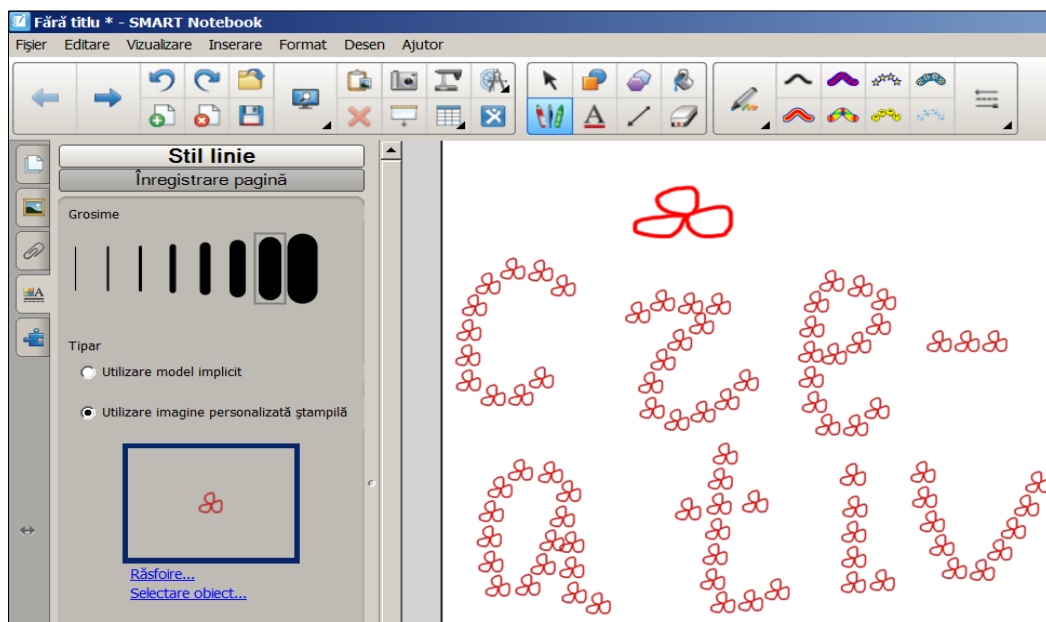 Fără titlu * - SMART Notebook
Fișier Editare Vizualizare Inserare Format Desen Ajutor
Stil linie
Înregistrare pagină
Grosime
Tipar
Utilizare model implicit
Utilizare imagine personalizată ștampilă
Răsfoire...
Selectare obiect...
cze-
ativ